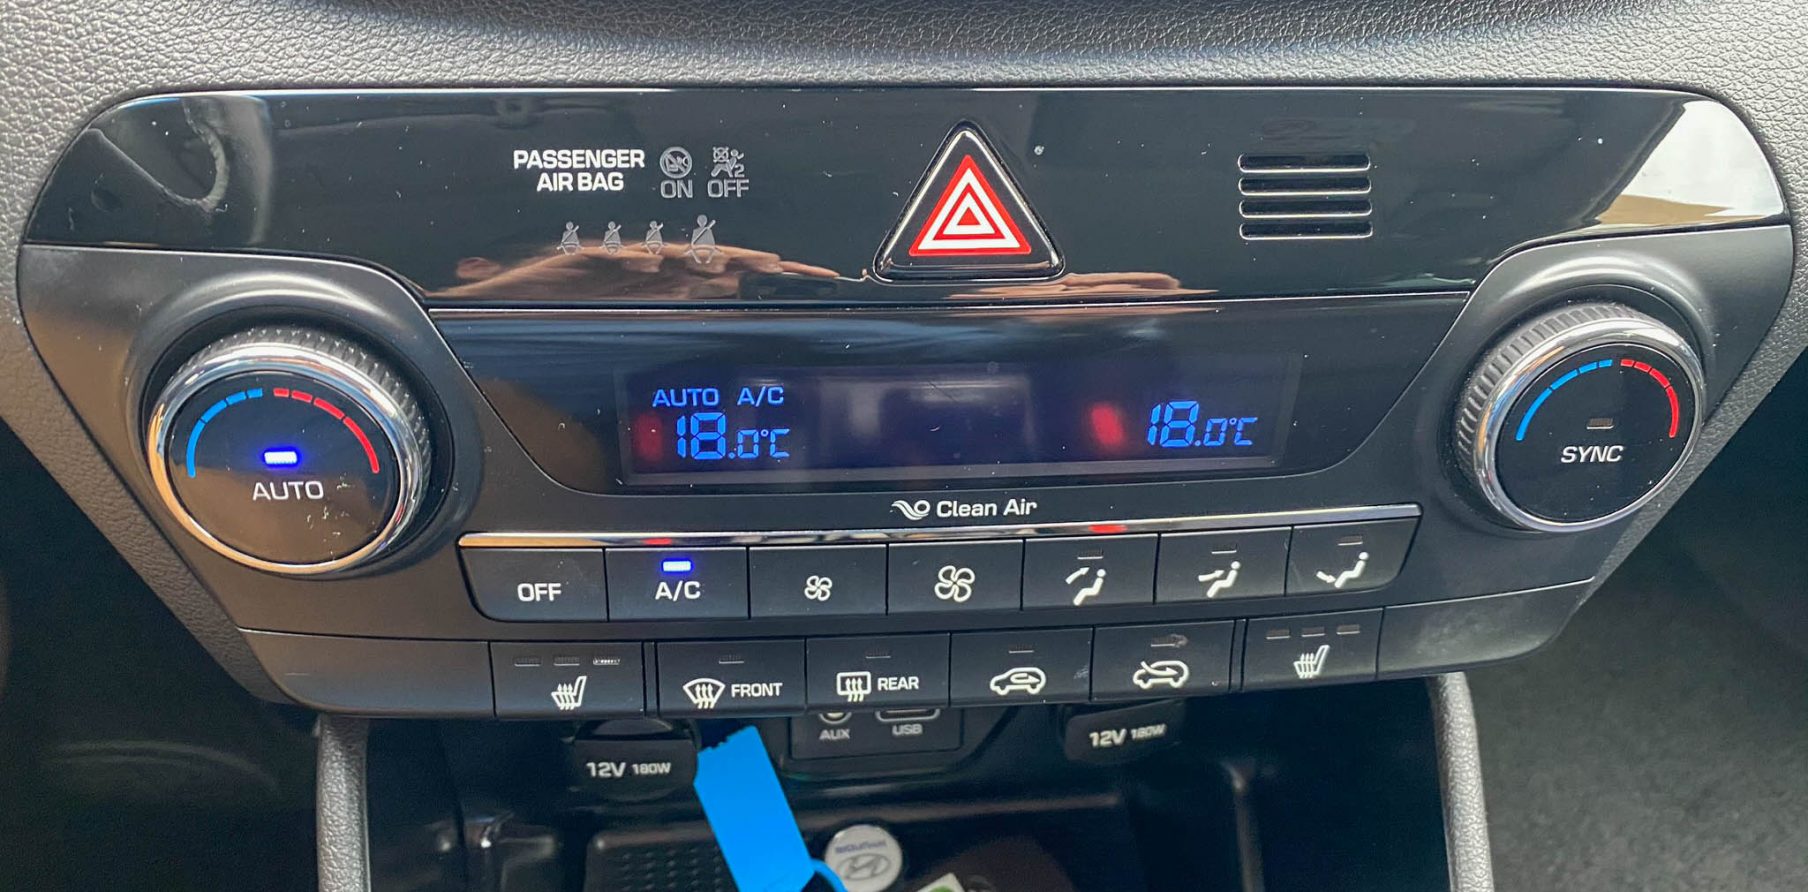 PASSENGER
AIR BAG
ON OFF
AUTO A/C
18.0°C 18.0°C
AUTO
SYNC
Clean Air
OFF A/C
FRONT REAR
AUX USB
12V 180W
12V 180W